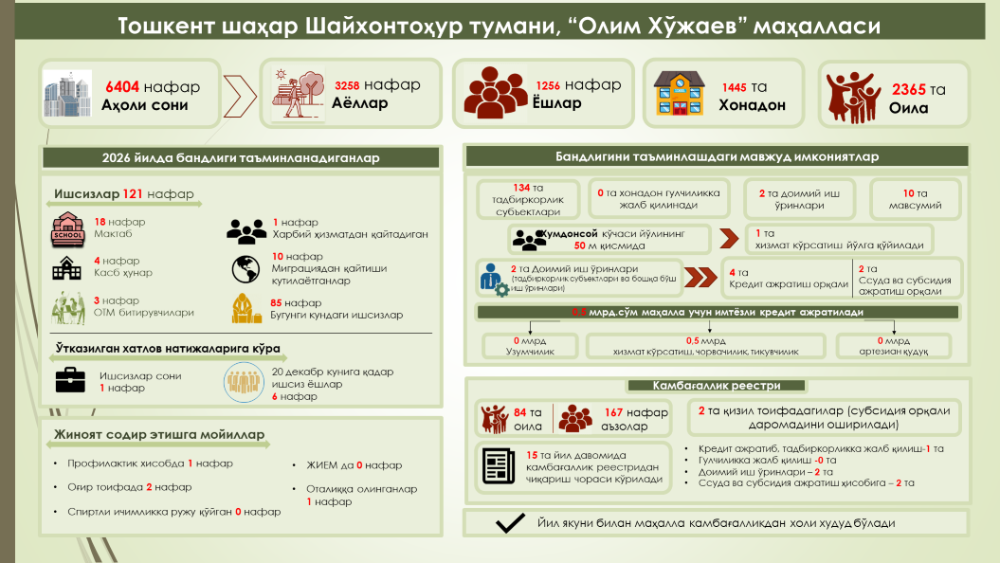 Тошкент шаҳар Шайхонтоҳур тумани, “Олим Хўжаев” маҳалласи
6404 нафар
Аҳоли сони
3258 нафар
Аёллар
1256 нафар
Ёшлар
1445 та
Хонадон
2365 та
Оила
2026 йилда бандлиги таъминланадиганлар
Ишсизлар 121 нафар
SCHOOL
18 нафар
Мактаб
4 нафар
Касб ҳунар
3 нафар
ОТМ битирувчилари
1 нафар
Харбий ҳизматдан қайтадиган
10 нафар
Миграциядан қайтиши
кутилаётганлар
85 нафар
Бугунги кундаги ишсизлар
Ўтказилган хатлов натижаларига кўра
Ишсизлар сони
1 нафар
20 декабр кунига қадар
ишсиз ёшлар
6 нафар
Жиноят содир этишга мойиллар
• Профилактик хисобда 1 нафар
• Оғир тоифада 2 нафар
• Спиртли ичимликка ружу қўйган 0 нафар
• ЖИЕМ да 0 нафар
• Оталиққа олинганлар
1 нафар
Бандлигини таъминлашдаги мавжуд имкониятлар
134 та
тадбиркорлик
субъектлари
0 та хонадон гулчиликка
жалб қилинади
2 та доимий иш
ўринлари
10 та
мавсумий
Хумдонсой кўчаси йўлининг
50 м қисмида
1 та
хизмат кўрсатиш йўлга қўйилади
2 та Доимий иш ўринлари
(тадбиркорлик субъектлари ва бошқа бўш
иш ўринлари)
4 та
Кредит ажратиш орқали
2 та
Ссуда ва субсидия
ажратиш орқали
0,5 млрд.сўм маҳалла учун имтёзли кредит ажратилади
0 млрд
Узумчилик
0,5 млрд
хизмат кўрсатиш, чорвачилик, тикувчилик
0 млрд
артезиан қудуқ
Камбағаллик реестри
84 та
оила
167 нафар
аъзолар
2 та қизил тоифадагилар (субсидия орқали
даромадини оширилади)
15 та йил давомида
камбағаллик реестридан
чиқариш чораси кўрилади
• Кредит ажратиб, тадбиркорликка жалб қилиш-1 та
• Гулчиликка жалб қилиш -0 та
• Доимий иш ўринлари – 2 та
• Ссуда ва субсидия ажратиш ҳисобига – 2 та
Йил якуни билан маҳалла камбағалликдан холи худуд бўлади